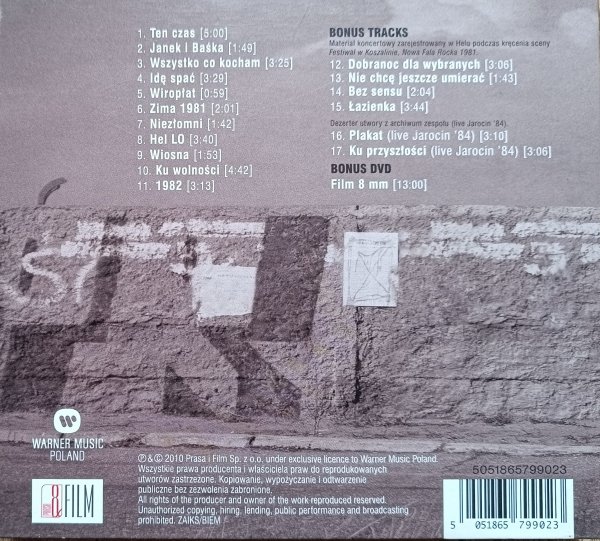 1. Ten czas [5:00]
2. Janek i Baśka [1:49]
3. Wszystko co kocham [3:25]
4. Idę spać [3:29]
5. Wiropłat [0:59]
6. Zima 1981 [2:01]
7. Niezłomni [1:42]
8. Hel LO [3:40]
9. Wiosna [1:53]
10. Ku wolności [4:42]
11. 1982 [3:13]
BONUS TRACKS
Materiał koncertowy zarejestrowany w Helu podczas kręcenia sceny
Festiwal w Koszalinie, Nowa Fala Rocka 1981.
12. Dobranoc dla wybranych [3:06]
13. Nie chcę jeszcze umierać [1:43]
14. Bez sensu [2:04]
15. Łazienka [3:44]
Dezerter utwory z archiwum zespołu (live Jarocin '84).
16. Plakat (live Jarocin '84) [3:10]
17. Ku przyszłości (live Jarocin '84) [3:06]
BONUS DVD
Film 8 mm [13:00]
WARNER MUSIC
POLAND
8 FILM
℗&© 2010 Prasa i Film Sp. z o.o. under exclusive licence to Warner Music Poland.
Wszystkie prawa producenta i właściciela praw do reprodukowanych
utworów zastrzeżone. Kopiowanie, wypożyczanie i odtwarzenie
publiczne bez zezwolenia zabronione.
All rights of the producer and owner of the work reproduced reserved.
Unauthorized copying, hiring, lending, public performance and broadcasting
prohibited. ZAIKS/BIEM
5051865799023
5 051865 799023